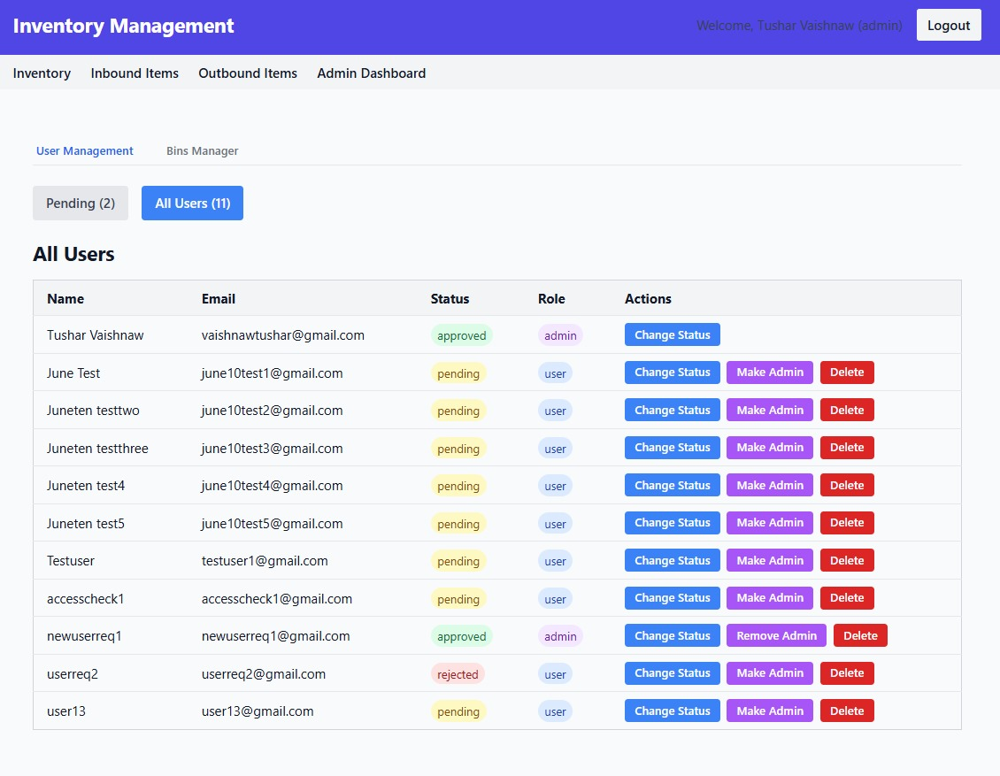 Inventory Management Welcome, Tushar Vaishnaw (admin) Logout
Inventory Inbound Items Outbound Items Admin Dashboard
User Management Bins Manager
Pending (2) All Users (11)
All Users
Name Email Status Role Actions
Tushar Vaishnaw vaishnawtushar@gmail.com approved admin Change Status
June Test june10test1@gmail.com pending user Change Status Make Admin Delete
Juneten testtwo june10test2@gmail.com pending user Change Status Make Admin Delete
Juneten testthree june10test3@gmail.com pending user Change Status Make Admin Delete
Juneten test4 june10test4@gmail.com pending user Change Status Make Admin Delete
Juneten test5 june10test5@gmail.com pending user Change Status Make Admin Delete
Testuser testuser1@gmail.com pending user Change Status Make Admin Delete
accesscheck1 accesscheck1@gmail.com pending user Change Status Make Admin Delete
newuserreq1 newuserreq1@gmail.com approved admin Change Status Remove Admin Delete
userreq2 userreq2@gmail.com rejected user Change Status Make Admin Delete
user13 user13@gmail.com pending user Change Status Make Admin Delete